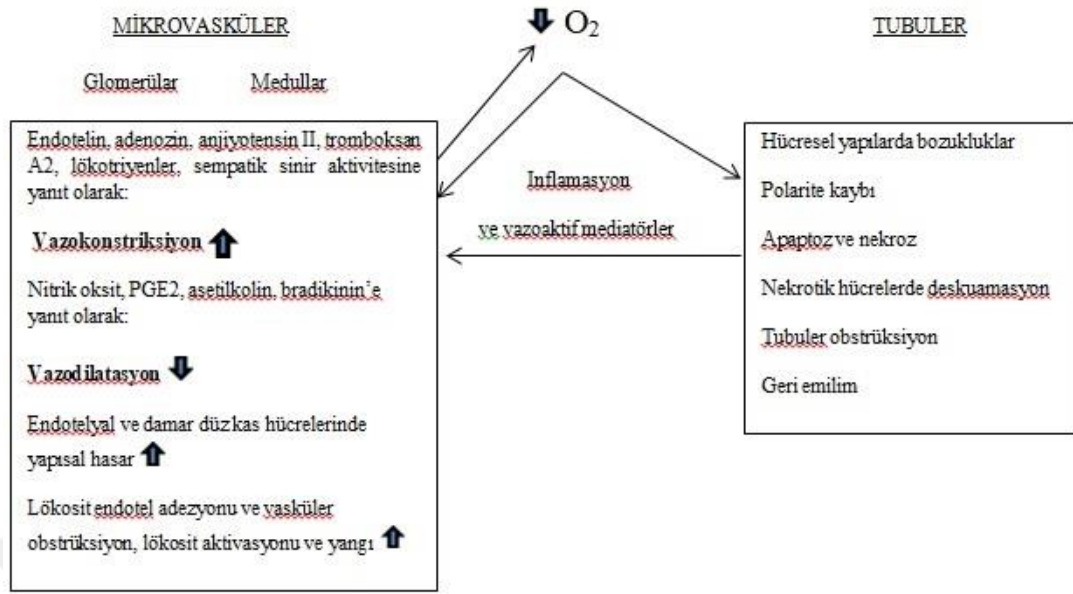 MİKROVASKÜLER
O2
TUBULER
Glomerülar Medullar
Endotelin, adenozin, anjiyotensin II, tromboksan
A2, lökotriyenler, sempatik sinir aktivitesine
yanıt olarak:
Vazokonstriksiyon
Nitrik oksit, PGE2, asetilkolin, bradikinin’e
yanıt olarak:
Vazodilatasyon
Endotelyal ve damar düz kas hücrelerinde
yapısal hasar
Lökosit endotel adezyonu ve vasküler
obstrüksiyon, lökosit aktivasyonu ve yangı
Inflamasyon
ve vazoaktif mediatörler
Hücresel yapılarda bozukluklar
Polarite kaybı
Apaptoz ve nekroz
Nekrotik hücrelerde deskuamasyon
Tubuler obstrüksiyon
Geri emilim